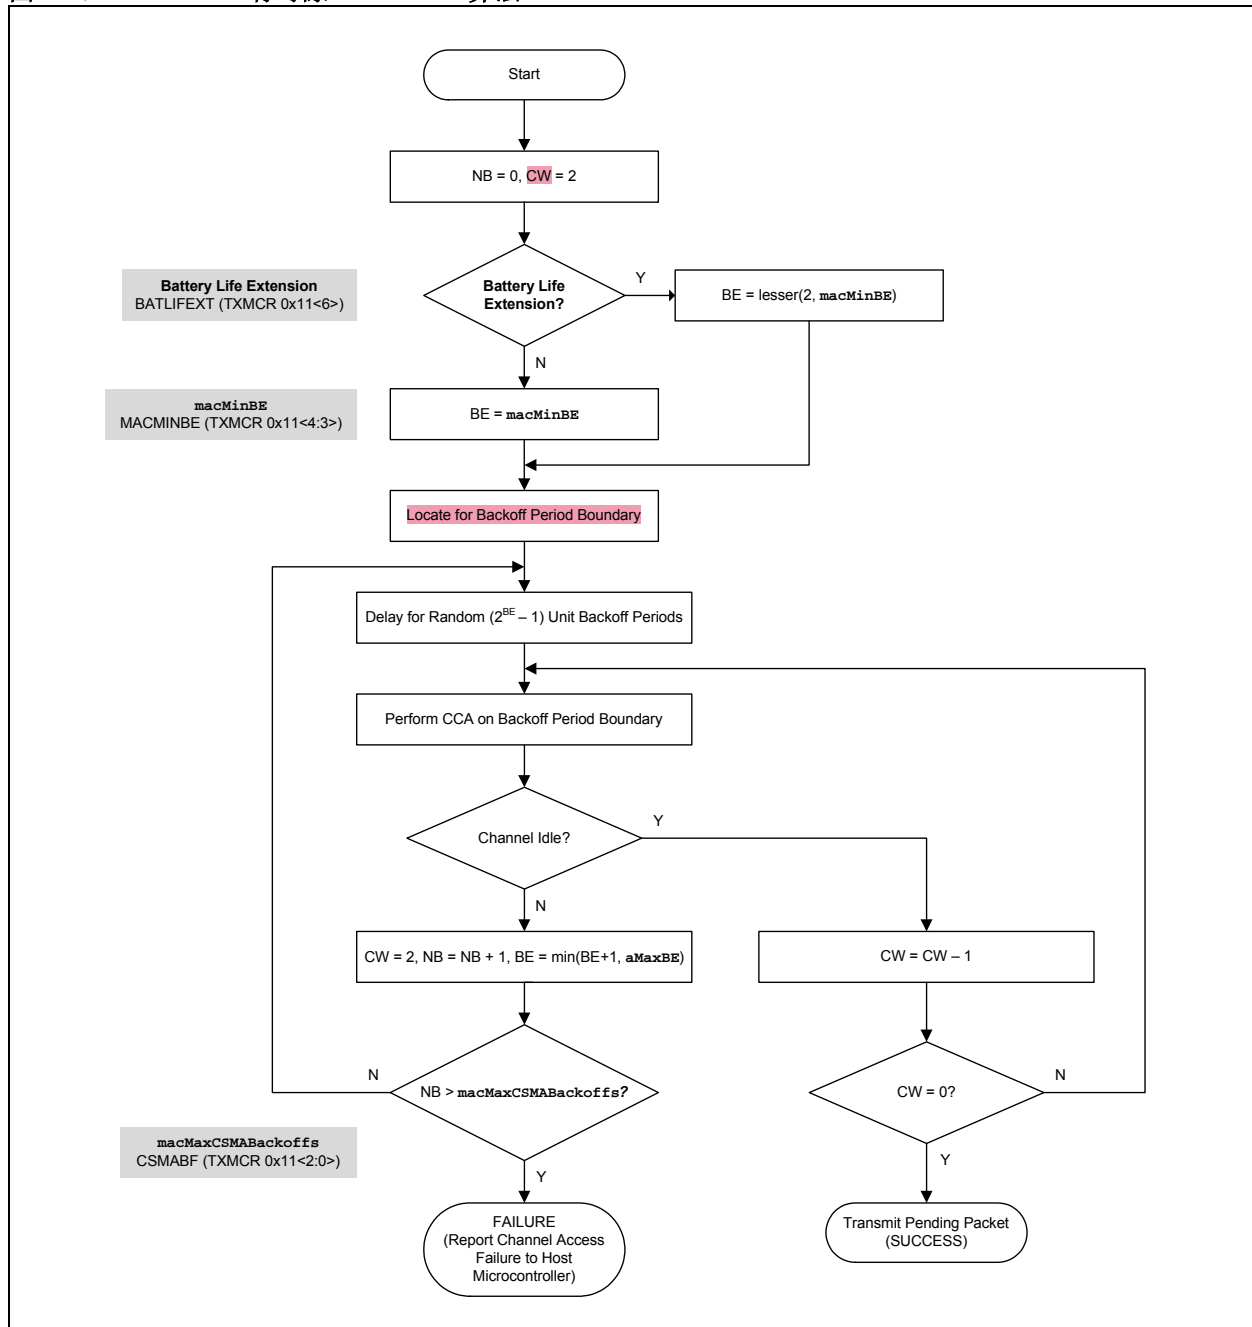 Start
NB = 0, CW = 2
Battery Life Extension
BATLIFEXT (TXMCR 0x11<6>)
Battery Life
Extension?
Y
BE = lesser(2, macMinBE)
N
macMinBE
MACMINBE (TXMCR 0x11<4:3>)
BE = macMinBE
Locate for Backoff Period Boundary
Delay for Random (2^BE – 1) Unit Backoff Periods
Perform CCA on Backoff Period Boundary
Channel Idle?
Y
N
CW = 2, NB = NB + 1, BE = min(BE+1, aMaxBE)
CW = CW – 1
N
NB > macMaxCSMABackoffs?
CW = 0?
N
macMaxCSMABackoffs
CSMABF (TXMCR 0x11<2:0>)
Y
Y
FAILURE
(Report Channel Access
Failure to Host
Microcontroller)
Transmit Pending Packet
(SUCCESS)